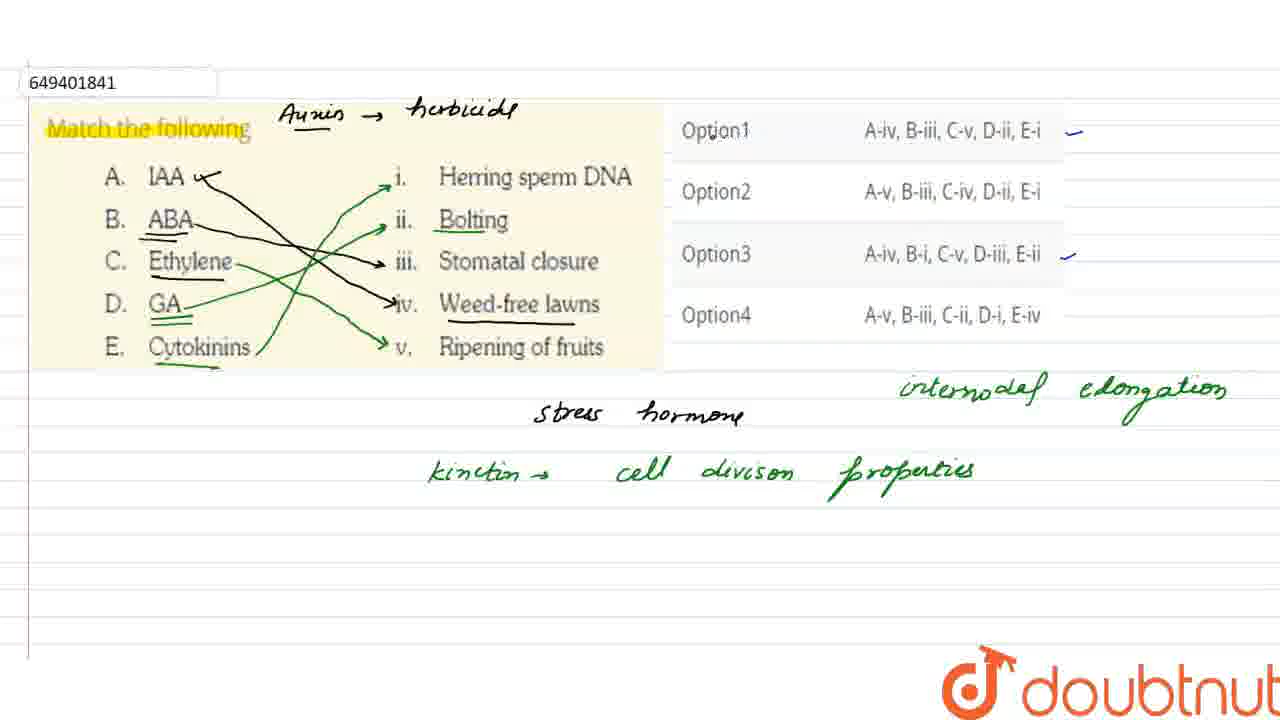 649401841
Auxin → herbicide
Match the following
A. IAA i. Herring sperm DNA
B. ABA ii. Bolting
C. Ethylene iii. Stomatal closure
D. GA iv. Weed-free lawns
E. Cytokinins v. Ripening of fruits
Option1 A-iv, B-iii, C-v, D-ii, E-i
Option2 A-v, B-iii, C-iv, D-ii, E-i
Option3 A-iv, B-i, C-v, D-iii, E-ii
Option4 A-v, B-iii, C-ii, D-i, E-iv
internodal elongation
stress hormone
kinetin → cell divison properties
doubtnut